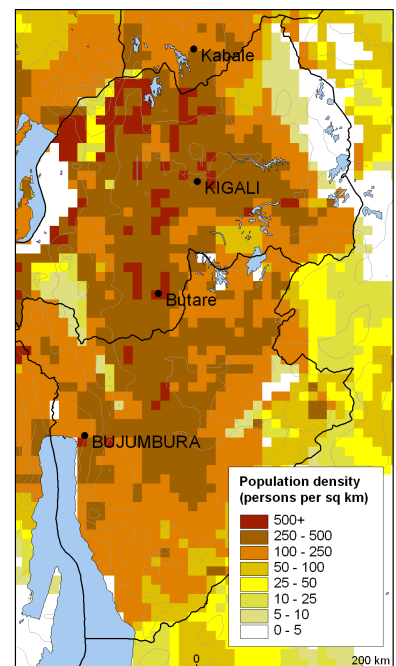 Kabale
KIGALI
Butare
BUJUMBURA
Population density
(persons per sq km)
500+
250 - 500
100 - 250
50 - 100
25 - 50
10 - 25
5 - 10
0 - 5
0 200 km